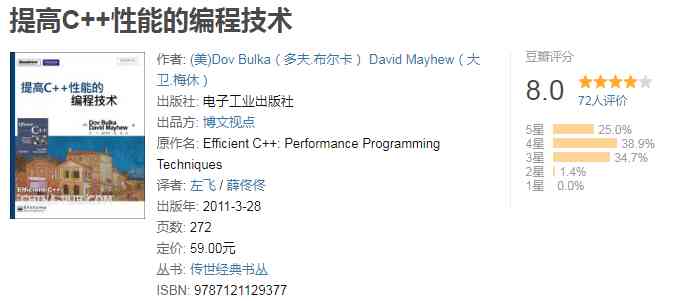 提高C++性能的编程技术
提高C++性能的
编程技术
Dov Bulka
David Mayhew
Efficient C++
作者: (美)Dov Bulka（多夫.布尔卡） David Mayhew（大
卫.梅休）
出版社: 电子工业出版社
出品方: 博文视点
原作名: Efficient C++: Performance Programming
Techniques
译者: 左飞 / 薛佟佟
出版年: 2011-3-28
页数: 272
定价: 59.00元
丛书: 传世经典书丛
ISBN: 9787121129377
豆瓣评分
8.0
72人评价
5星 25.0%
4星 38.9%
3星 34.7%
2星 1.4%
1星 0.0%